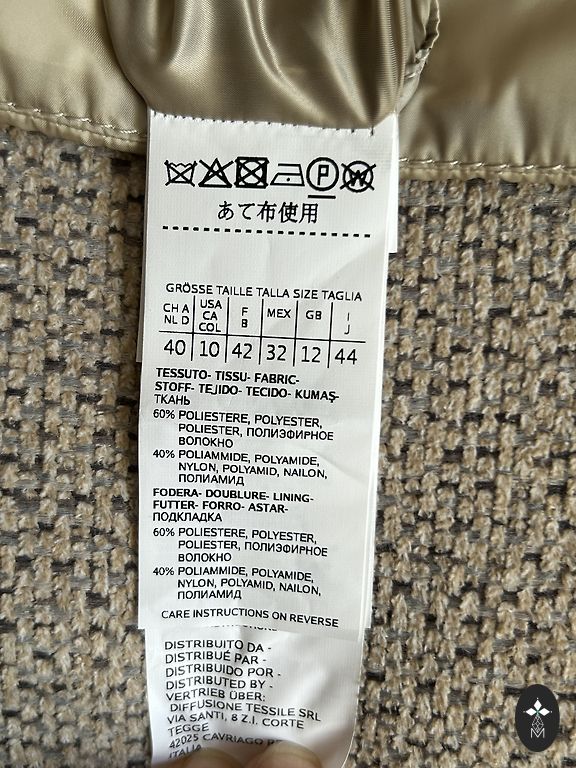 P W
あて布使用
GRÖSSE TAILLE TALLA SIZE TAGLIA
CH A NL D USA CA COL F B MEX GB I J
40 10 42 32 12 44
TESSUTO- TISSU- FABRIC-
STOFF- TEJIDO- TECIDO- KUMAŞ-
ТКАНЬ
60% POLIESTERE, POLYESTER,
POLIESTER, ПОЛИЭФИРНОЕ
ВОЛОКНО
40% POLIAMMIDE, POLYAMIDE,
NYLON, POLYAMID, NAILON,
ПОЛИАМИД
FODERA- DOUBLURE- LINING-
FUTTER- FORRO- ASTAR-
ПОДКЛАДКА
60% POLIESTERE, POLYESTER,
POLIESTER, ПОЛИЭФИРНОЕ
ВОЛОКНО
40% POLIAMMIDE, POLYAMIDE,
NYLON, POLYAMID, NAILON,
ПОЛИАМИД
CARE INSTRUCTIONS ON REVERSE
DISTRIBUITO DA -
DISTRIBUÉ PAR -
DISTRIBUIDO POR -
DISTRIBUTED BY -
VERTRIEB ÜBER:
DIFFUSIONE TESSILE SRL
VIA SANTI, 8 Z.I. CORTE
TEGGE
42025 CAVRIAGO
ITALIA